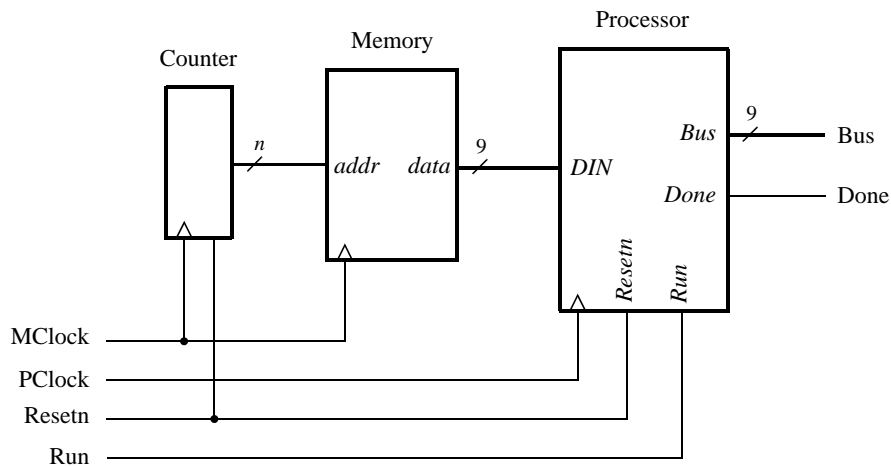 Processor
Memory
Counter
9
Bus
Bus
n
9
addr
data
DIN
Done
Done
Resetn
Run
MClock
PClock
Resetn
Run